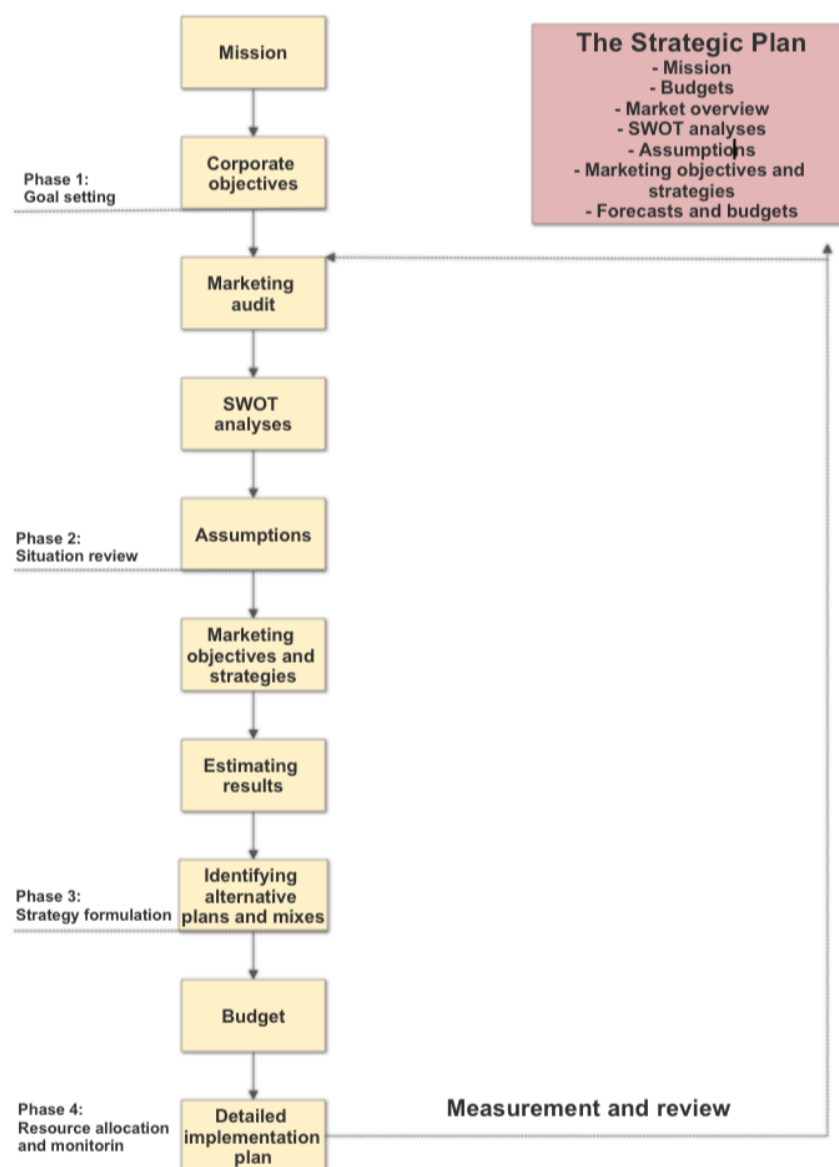 Mission
The Strategic Plan
- Mission
- Budgets
- Market overview
- SWOT analyses
- Assumptions
- Marketing objectives and
strategies
- Forecasts and budgets
Corporate
objectives
Phase 1:
Goal setting
Marketing
audit
SWOT
analyses
Assumptions
Phase 2:
Situation review
Marketing
objectives and
strategies
Estimating
results
Identifying
alternative
plans and mixes
Phase 3:
Strategy formulation
Budget
Detailed
implementation
plan
Phase 4:
Resource allocation
and monitorin
Measurement and review